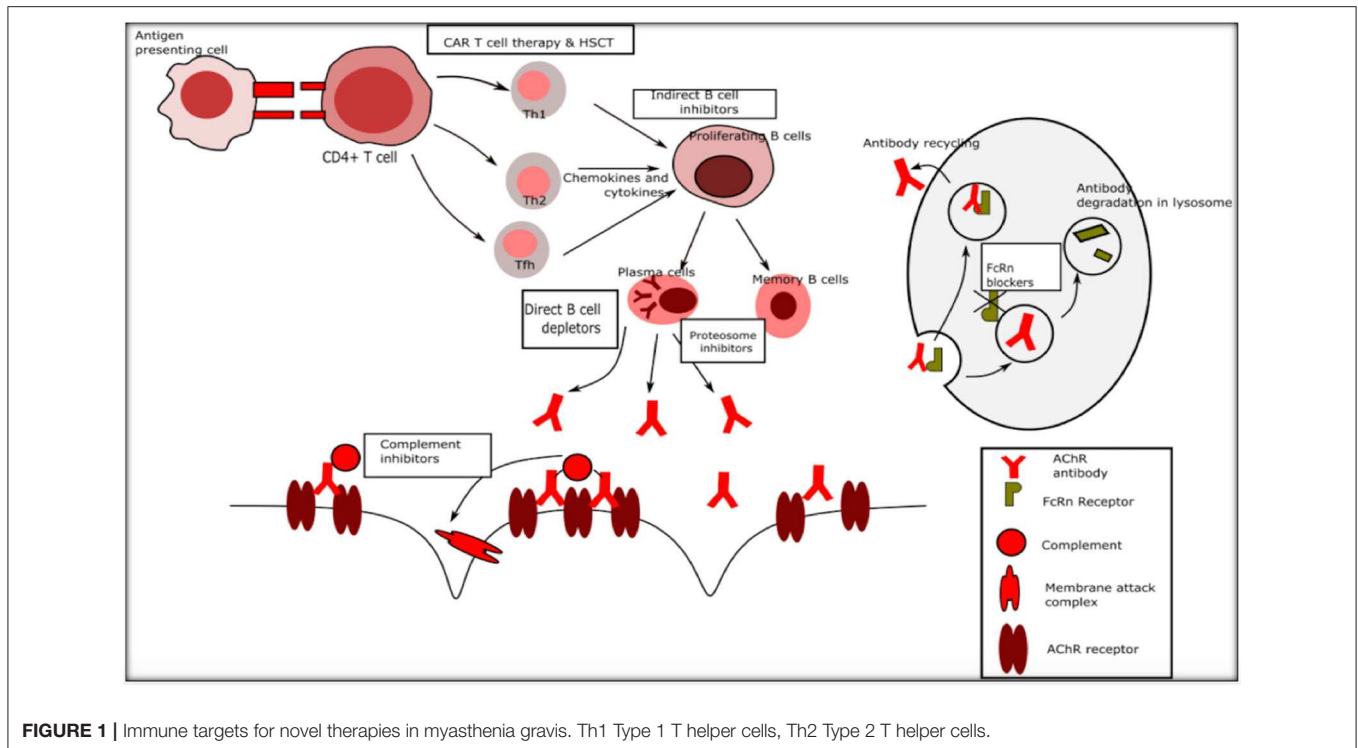 Antigen
presenting cell
CAR T cell therapy & HSCT
Th1
CD4+ T cell
Th2
Tfh
Indirect B cell
inhibitors
Proliferating B cells
Chemokines and
cytokines
Plasma cells
Memory B cells
Direct B cell
depletors
Proteosome
inhibitors
Antibody recycling
Antibody
degradation in lysosome
FcRn
blockers
Complement
inhibitors
AChR
antibody
FcRn Receptor
Complement
Membrane attack
complex
AChR receptor
FIGURE 1 | Immune targets for novel therapies in myasthenia gravis. Th1 Type 1 T helper cells, Th2 Type 2 T helper cells.